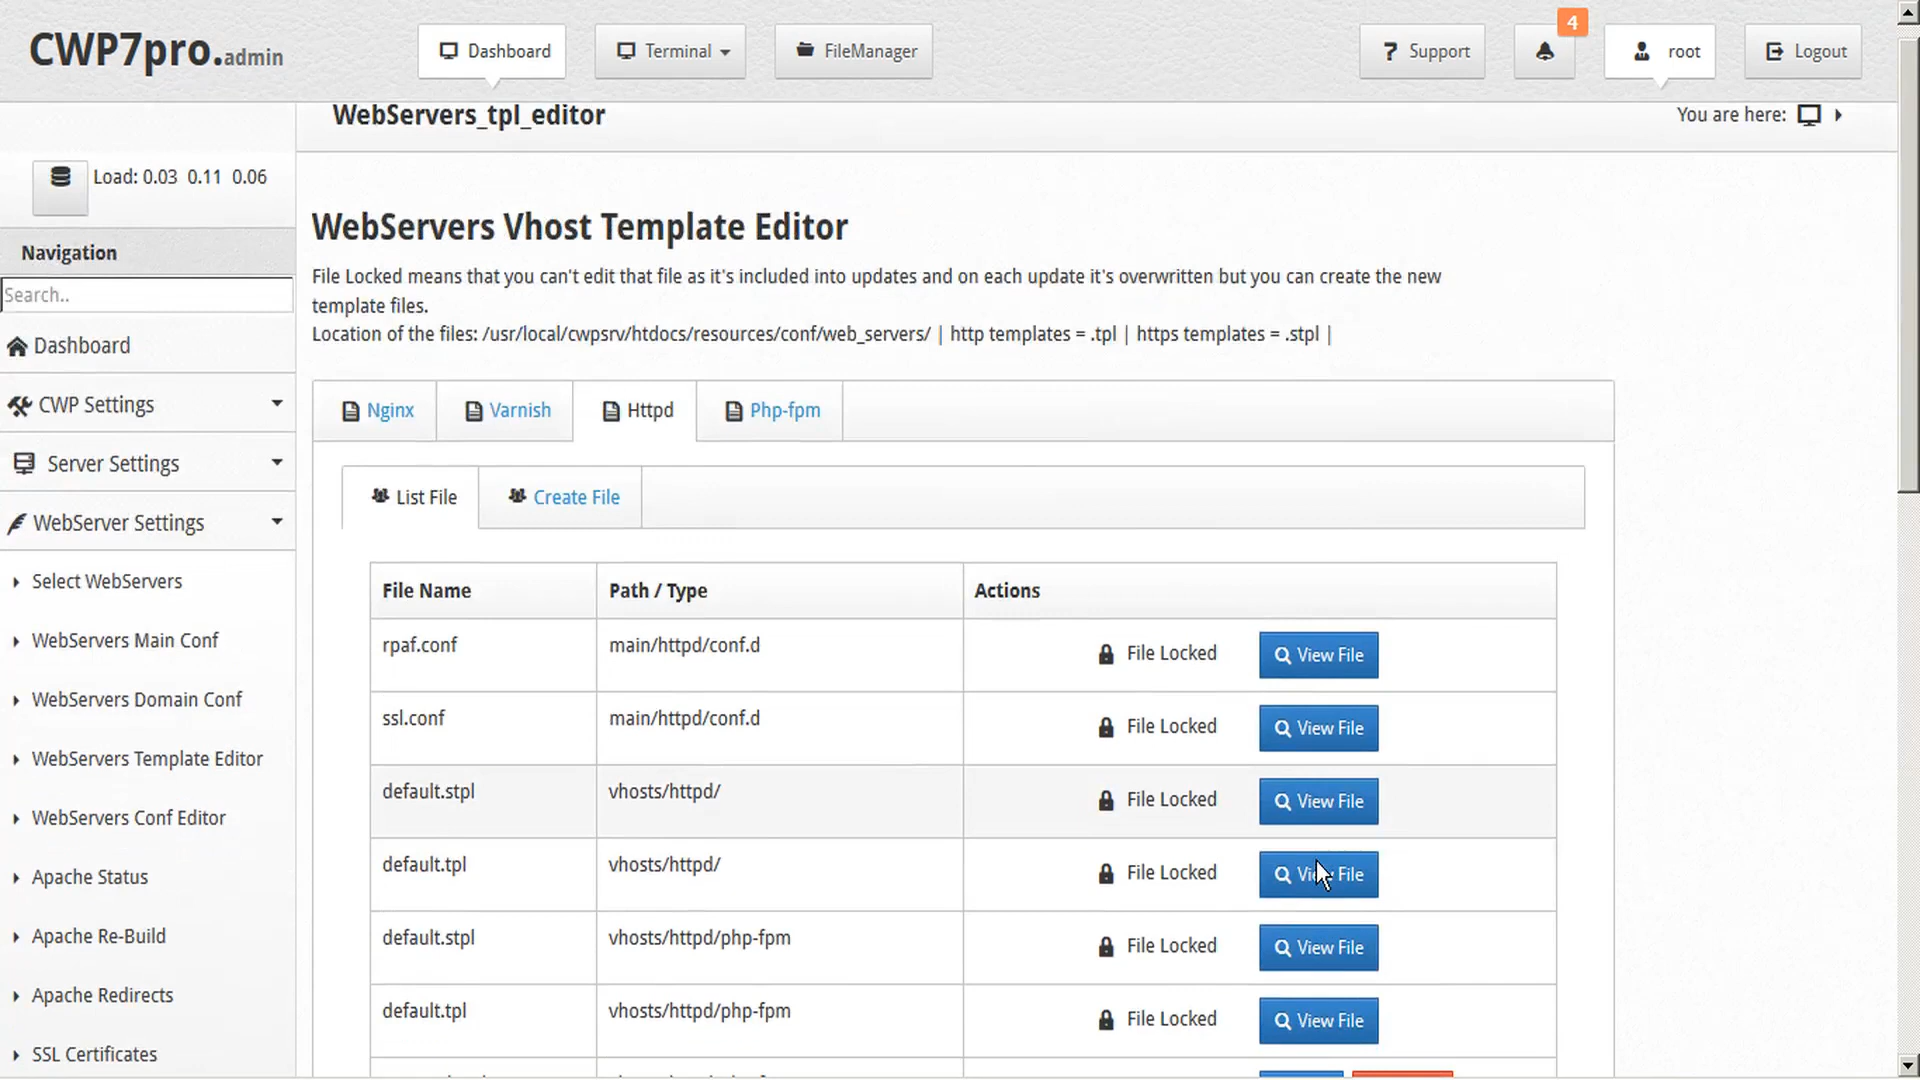 CWP7pro.admin
Dashboard
Terminal
FileManager
? Support
4
root
Logout
WebServers_tpl_editor
You are here:
Load: 0.03 0.11 0.06
Navigation
Search..
Dashboard
CWP Settings
Server Settings
WebServer Settings
Select WebServers
WebServers Main Conf
WebServers Domain Conf
WebServers Template Editor
WebServers Conf Editor
Apache Status
Apache Re-Build
Apache Redirects
SSL Certificates
WebServers Vhost Template Editor
File Locked means that you can't edit that file as it's included into updates and on each update it's overwritten but you can create the new
template files.
Location of the files: /usr/local/cwpsrv/htdocs/resources/conf/web_servers/ | http templates = .tpl | https templates = .stpl |
Nginx
Varnish
Httpd
Php-fpm
List File
Create File
File Name Path / Type Actions
rpaf.conf main/httpd/conf.d File Locked View File
ssl.conf main/httpd/conf.d File Locked View File
default.stpl vhosts/httpd/ File Locked View File
default.tpl vhosts/httpd/ File Locked View File
default.stpl vhosts/httpd/php-fpm File Locked View File
default.tpl vhosts/httpd/php-fpm File Locked View File